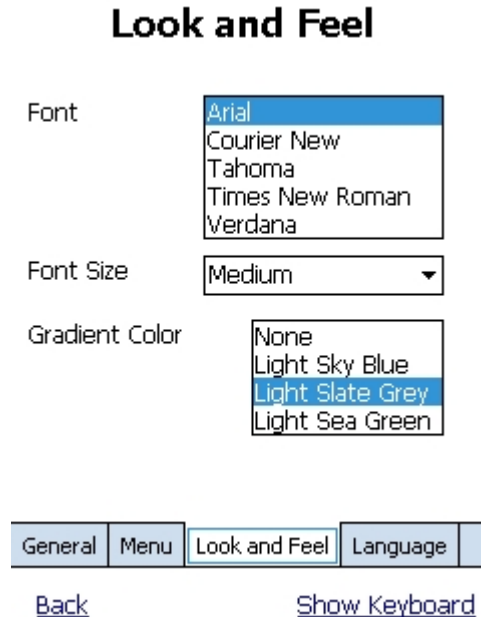 Look and Feel
Font
Arial
Courier New
Tahoma
Times New Roman
Verdana
Font Size
Medium
Gradient Color
None
Light Sky Blue
Light Slate Grey
Light Sea Green
General
Menu
Look and Feel
Language
Back
Show Keyboard